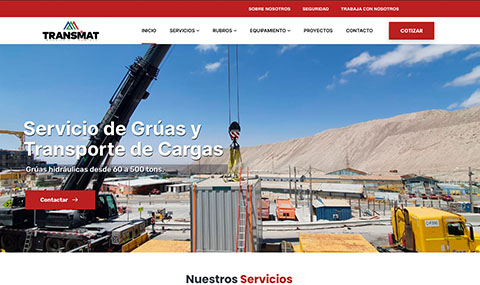 SOBRE NOSOTROS SEGURIDAD TRABAJA CON NOSOTROS
TRANSMAT
INICIO SERVICIOS RUBROS EQUIPAMIENTO PROYECTOS CONTACTO COTIZAR
Servicio de Grúas y
Transporte de Cargas
Grúas hidráulicas desde 60 a 500 tons.
Contactar
Nuestros Servicios